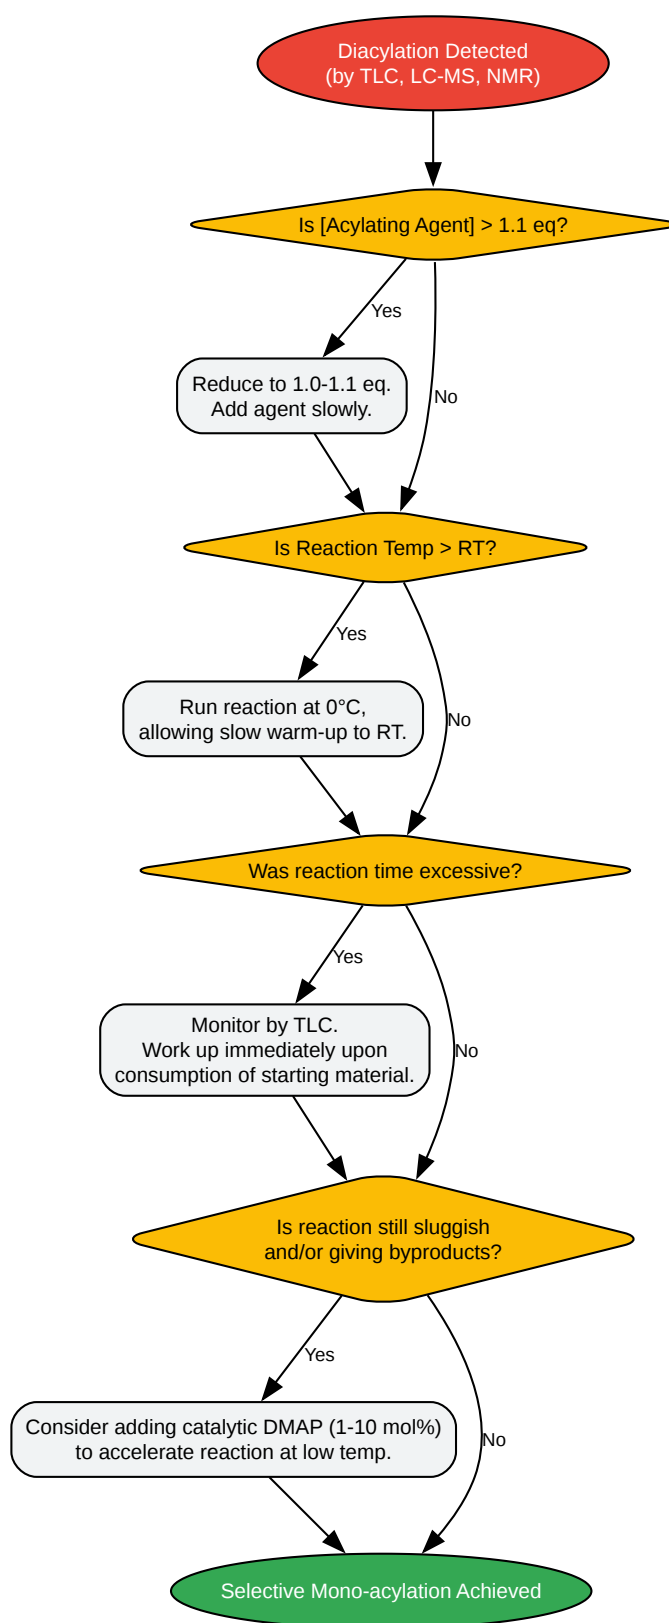 Diacylation Detected
(by TLC, LC-MS, NMR)
Is [Acylating Agent] > 1.1 eq?
Yes
Reduce to 1.0-1.1 eq.
Add agent slowly.
No
Is Reaction Temp > RT?
Yes
Run reaction at 0°C,
allowing slow warm-up to RT.
No
Was reaction time excessive?
Yes
Monitor by TLC.
Work up immediately upon
consumption of starting material.
No
Is reaction still sluggish
and/or giving byproducts?
Yes
Consider adding catalytic DMAP (1-10 mol%)
to accelerate reaction at low temp.
No
Selective Mono-acylation Achieved